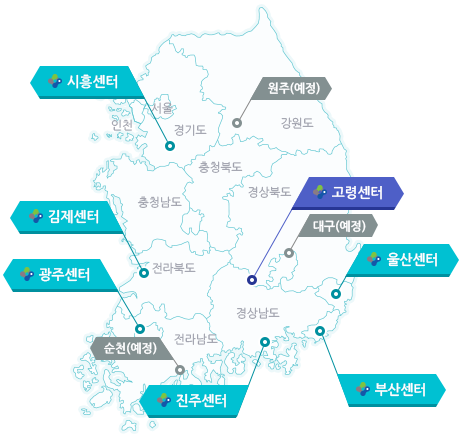 시흥센터
원주(예정)
서울
인천
경기도
강원도
충청북도
고령센터
경상북도
충청남도
김제센터
대구(예정)
울산센터
전라북도
광주센터
경상남도
전라남도
순천(예정)
부산센터
진주센터